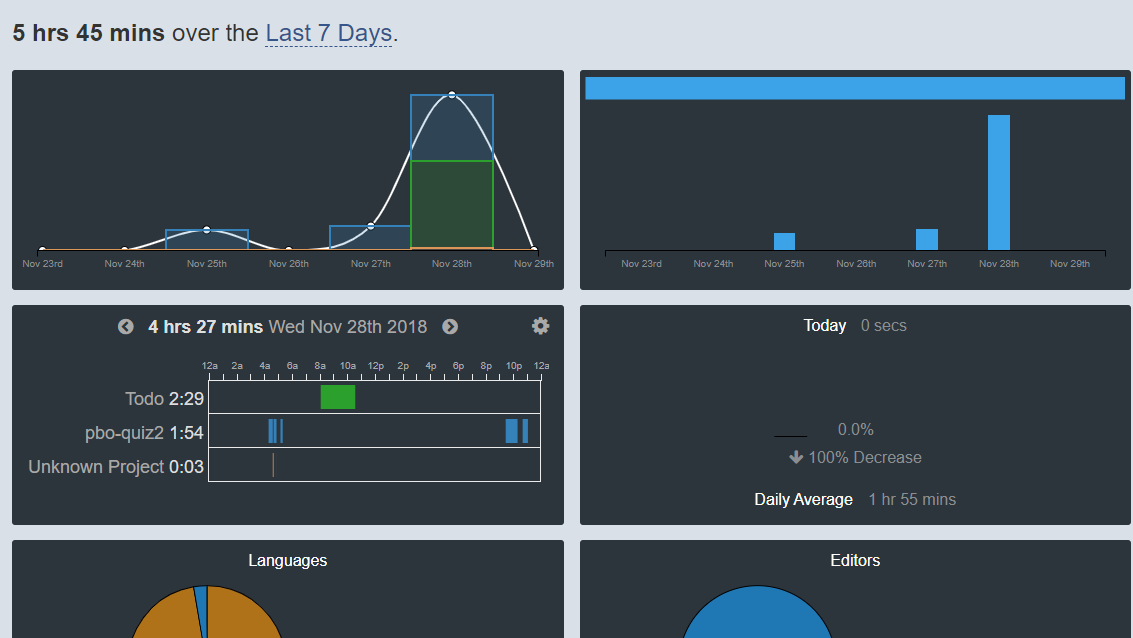 5 hrs 45 mins over the Last 7 Days.
Nov 23rd Nov 24th Nov 25th Nov 26th Nov 27th Nov 28th Nov 29th
Nov 23rd Nov 24th Nov 25th Nov 26th Nov 27th Nov 28th Nov 29th
4 hrs 27 mins Wed Nov 28th 2018
12a 2a 4a 6a 8a 10a 12p 2p 4p 6p 8p 10p 12a
Todo 2:29
pbo-quiz2 1:54
Unknown Project 0:03
Today 0 secs
0.0%
100% Decrease
Daily Average 1 hr 55 mins
Languages
Editors